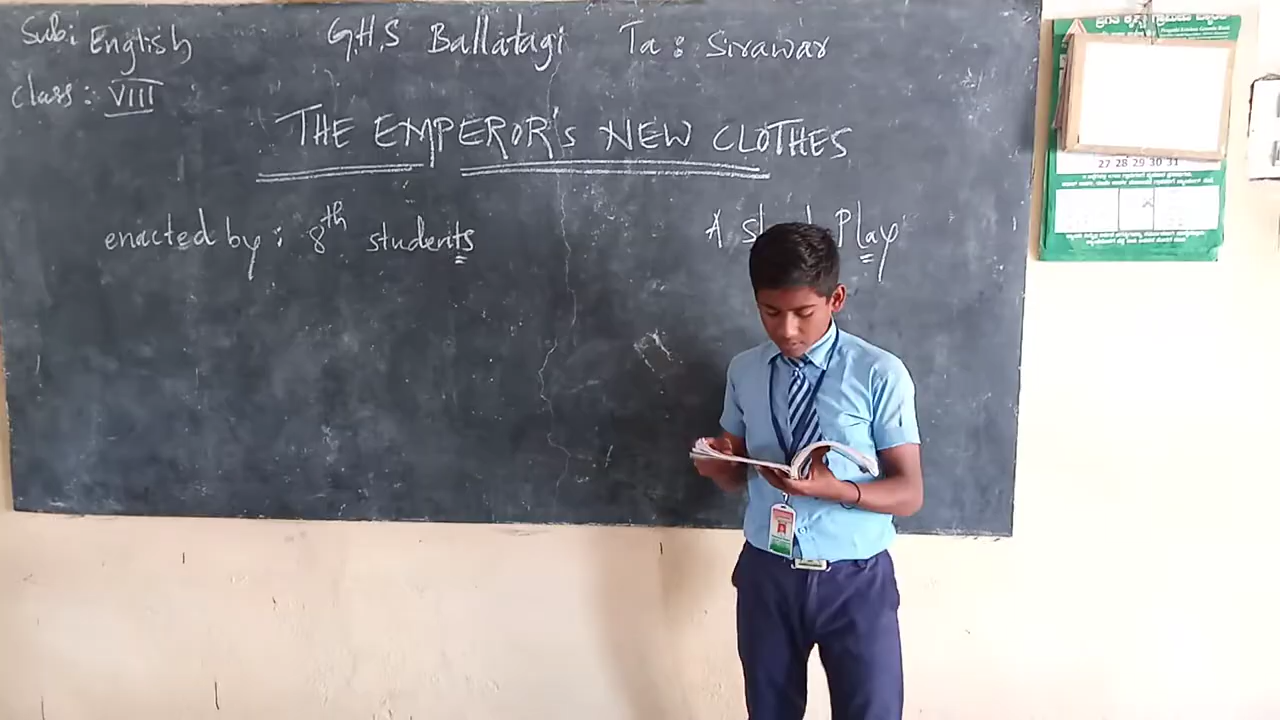 Sub: English G.H.S Ballatagi Ta: Sirawar
Class: VIII
THE EMPEROR's NEW CLOTHES
enacted by: 8th students A Play
27 28 29 30 31